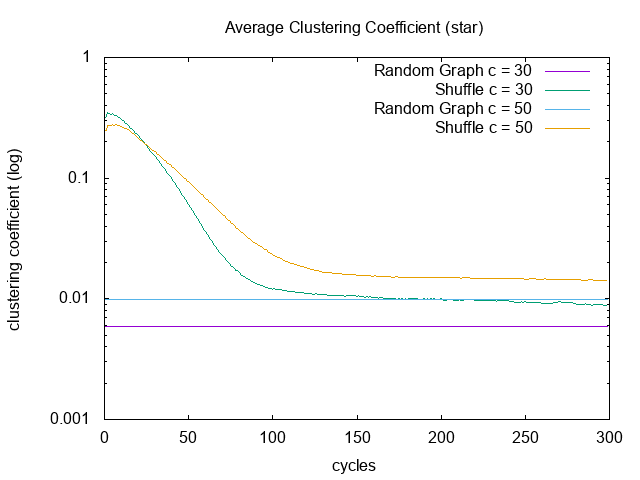 Average Clustering Coefficient (star)
1
Random Graph c = 30
Shuffle c = 30
Random Graph c = 50
Shuffle c = 50
0.1
clustering coefficient (log)
0.01
0.001
0 50 100 150 200 250 300
cycles